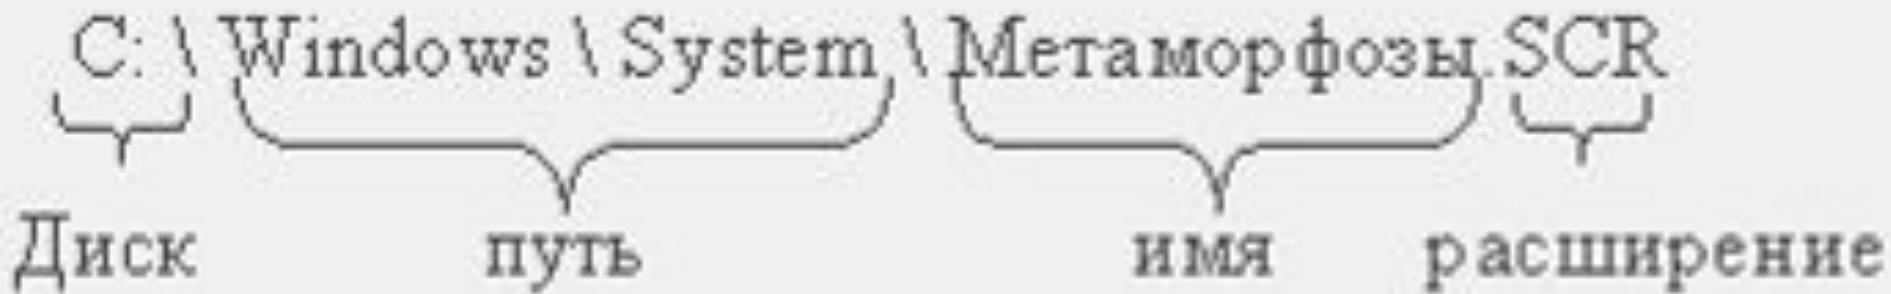 C:\Windows\System\Метаморфозы.SCR
Диск путь имя расширение